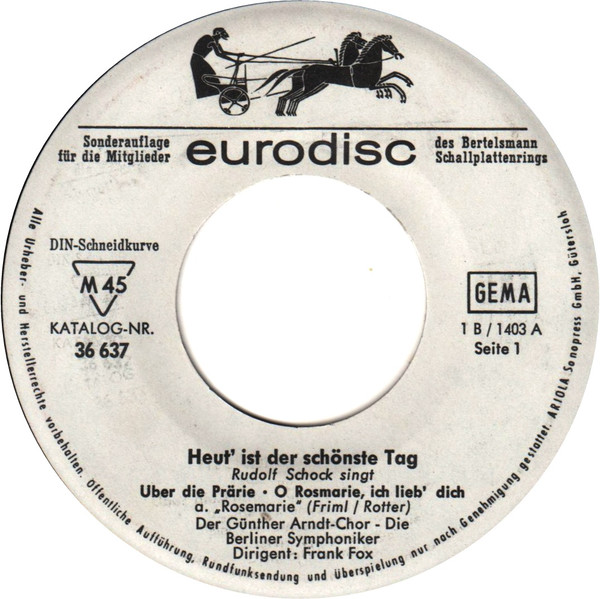 Sonderauflage
für die Mitglieder
eurodisc
des Bertelsmann
Schallplattenrings
DIN-Schneidkurve
M 45
KATALOG-NR.
36 637
GEMA
1 B / 1403 A
Seite 1
Heut' ist der schönste Tag
Rudolf Schock singt
Uber die Prärie · O Rosmarie, ich lieb' dich
a. „Rosemarie" (Friml / Rotter)
Der Günther Arndt-Chor - Die
Berliner Symphoniker
Dirigent: Frank Fox
Alle Urheber- und Herstellerrechte vorbehalten. Öffentliche Aufführung, Rundfunksendung und Überspielung nur nach Genehmigung gestattet. ARIOLA Sonopress GmbH, Gütersloh